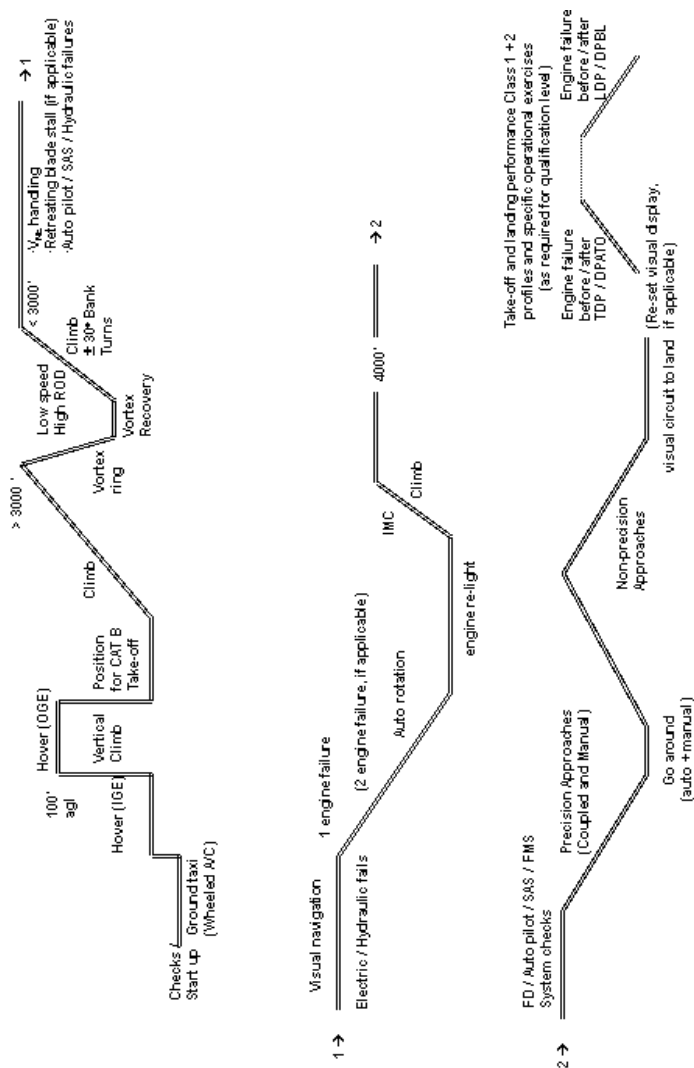 Checks /
Start up
Ground taxi
(Wheeled A/C)
Hover (IGE)
100'
agl
Hover (OGE)
Vertical
Climb
Position
for CAT B
Take-off
Climb
> 3000 '
Vortex
ring
Low speed
High ROD
Vortex
Recovery
Climb
± 30° Bank
Turns
< 3000'
·VNE handling
·Retreating blade stall (if applicable)
·Auto pilot / SAS / Hydraulic failures
→ 1
1 →
Visual navigation
Electric / Hydraulic fails
1 engine failure
(2 engine failure, if applicable)
Auto rotation
engine re-light
IMC
Climb
4000'
→ 2
2 →
FD / Auto pilot / SAS / FMS
System checks
Precision Approaches
(Coupled and Manual)
Go around
(auto + manual)
Non-precision
Approaches
visual circuit to land
(Re-set visual display,
if applicable)
Take-off and landing performance Class 1 + 2
profiles and specific operational exercises
(as required for qualification level)
Engine failure
before / after
TDP / DPATO
Engine failure
before / after
LDP / DPBL